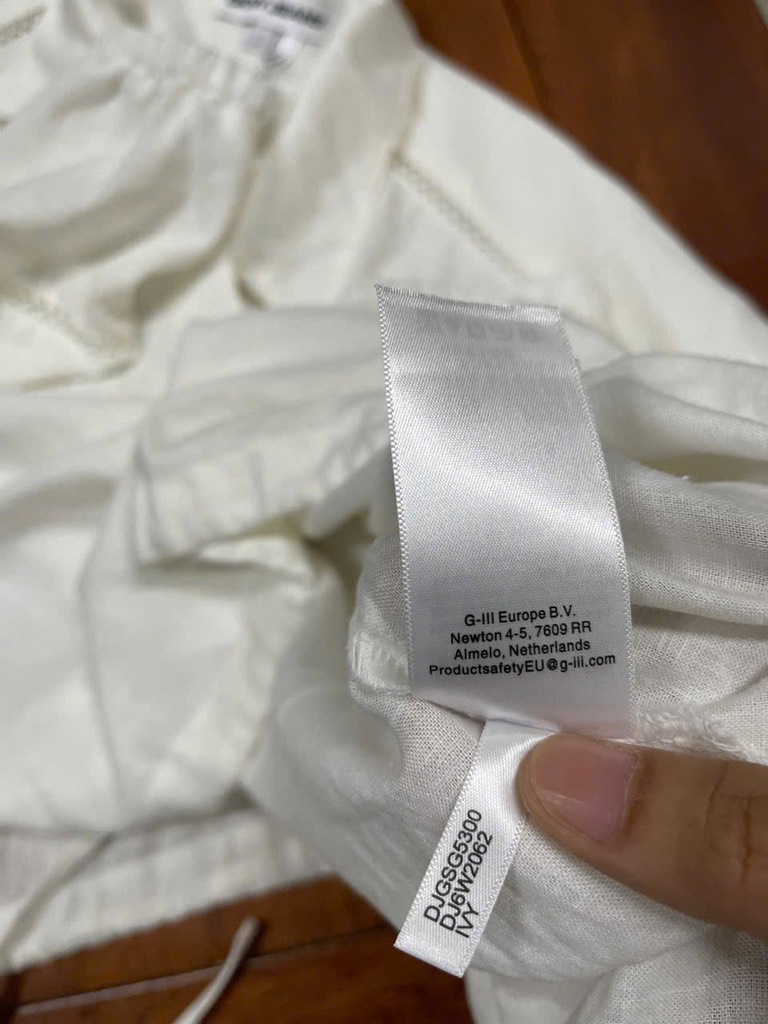 G-III Europe B.V.
Newton 4-5, 7609 RR
Almelo, Netherlands
ProductsafetyEU@g-iii.com
DJGSG5300
DJ6W2062
IVY